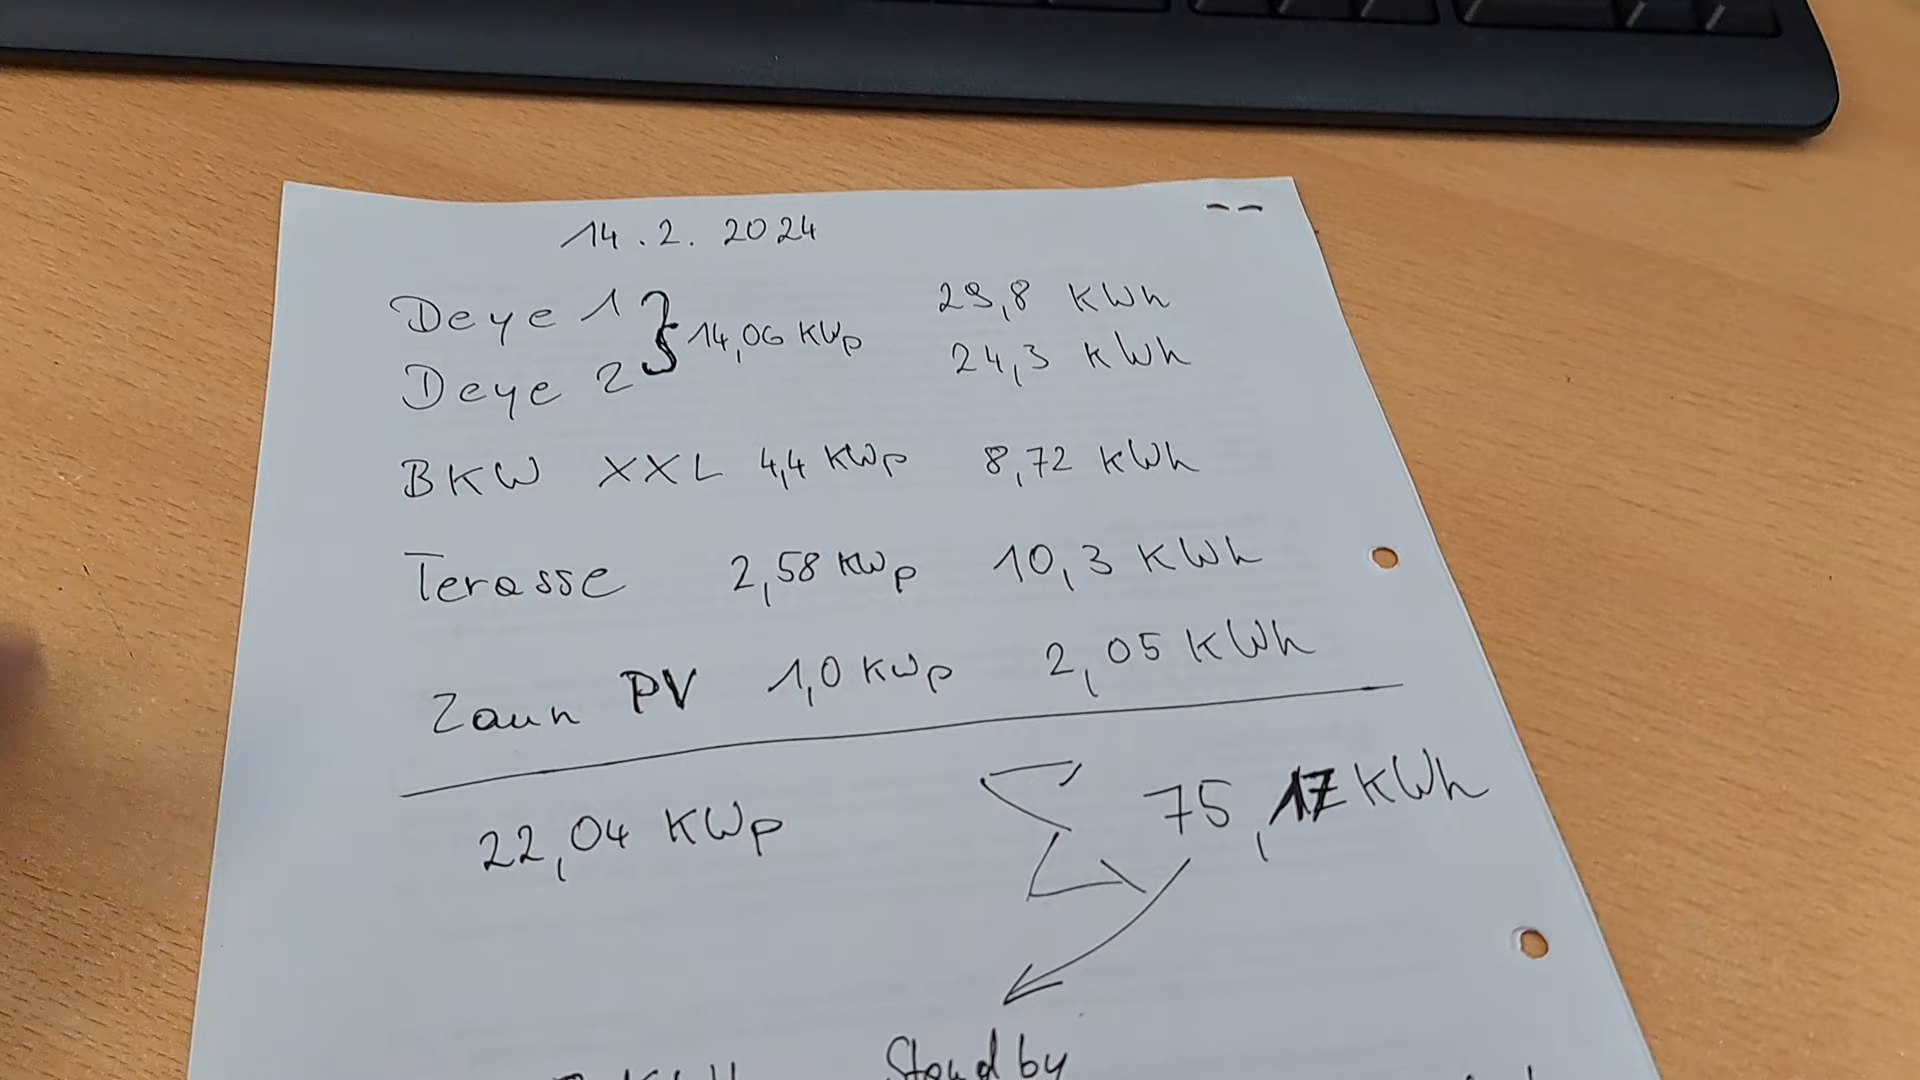 14.2.2024
Deye 1 } 14,06 KWp 29,8 KWh
Deye 2 24,3 KWh
BKW XXL 4,4 KWp 8,72 KWh
Terasse 2,58 KWp 10,3 KWh
Zaun PV 1,0 KWp 2,05 KWh
22,04 KWp Σ 75,17 KWh
Standby